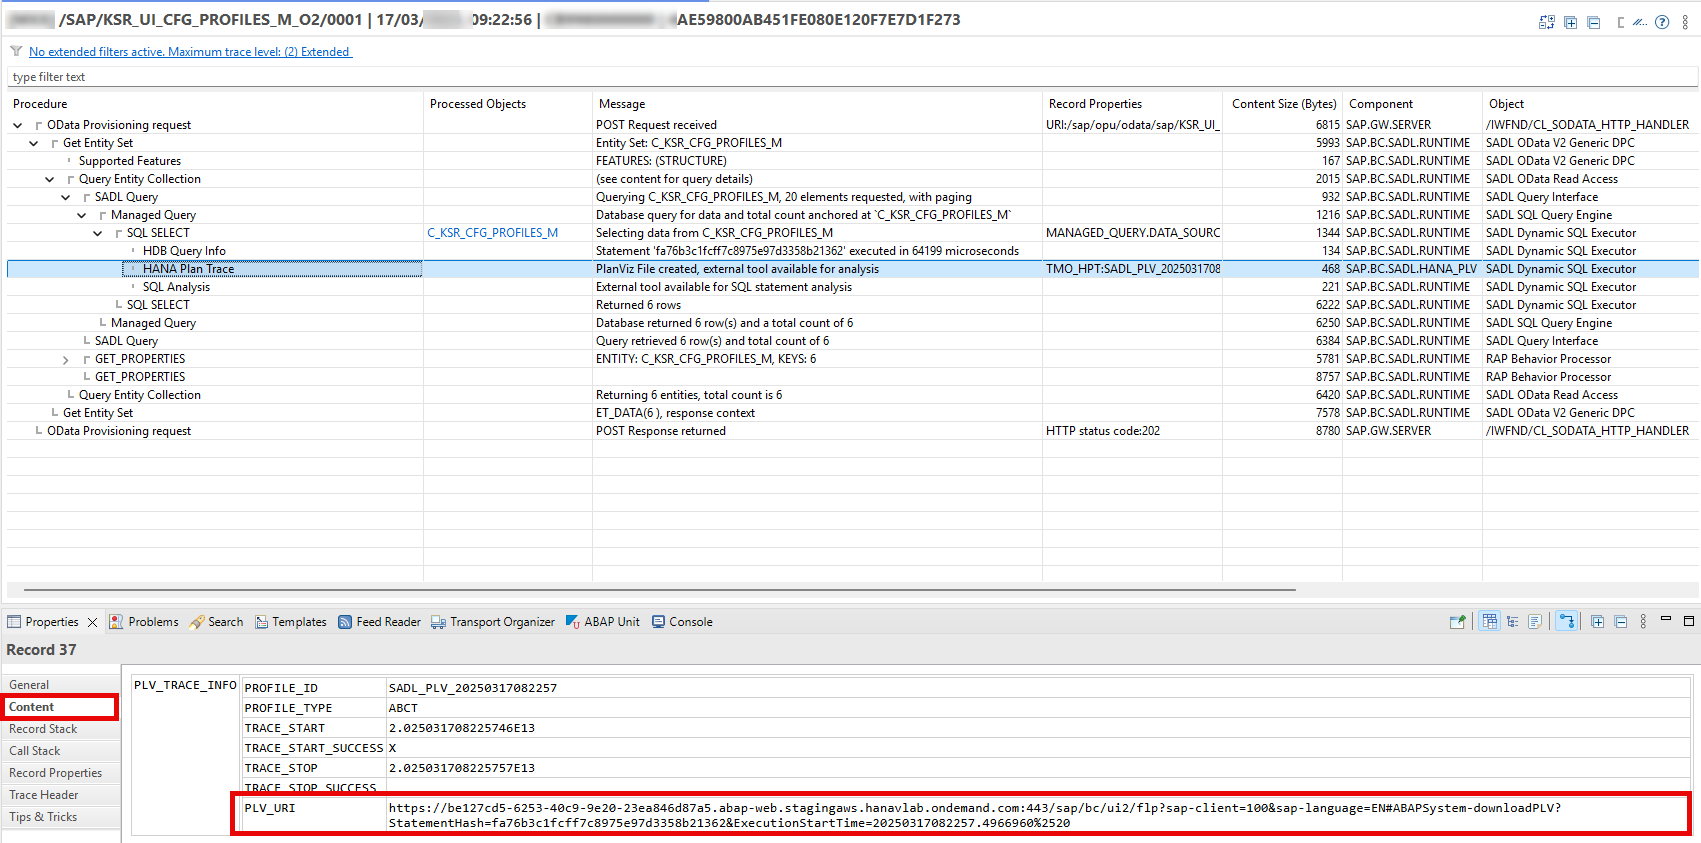 /SAP/KSR_UI_CFG_PROFILES_M_O2/0001 | 17/03/ 09:22:56 | AE59800AB451FE080E120F7E7D1F273
No extended filters active. Maximum trace level: (2) Extended
type filter text
Procedure Processed Objects Message Record Properties Content Size (Bytes) Component Object
OData Provisioning request POST Request received URI:/sap/opu/odata/sap/KSR_UI_ 6815 SAP.GW.SERVER /IWFND/CL_SODATA_HTTP_HANDLER
Get Entity Set Entity Set: C_KSR_CFG_PROFILES_M 5993 SAP.BC.SADL.RUNTIME SADL OData V2 Generic DPC
Supported Features FEATURES: (STRUCTURE) 167 SAP.BC.SADL.RUNTIME SADL OData V2 Generic DPC
Query Entity Collection (see content for query details) 2015 SAP.BC.SADL.RUNTIME SADL OData Read Access
SADL Query Querying C_KSR_CFG_PROFILES_M, 20 elements requested, with paging 932 SAP.BC.SADL.RUNTIME SADL Query Interface
Managed Query Database query for data and total count anchored at `C_KSR_CFG_PROFILES_M` 1216 SAP.BC.SADL.RUNTIME SADL SQL Query Engine
SQL SELECT C_KSR_CFG_PROFILES_M Selecting data from C_KSR_CFG_PROFILES_M MANAGED_QUERY.DATA_SOURC 1344 SAP.BC.SADL.RUNTIME SADL Dynamic SQL Executor
HDB Query Info Statement 'fa76b3c1fcff7c8975e97d3358b21362' executed in 64199 microseconds 134 SAP.BC.SADL.RUNTIME SADL Dynamic SQL Executor
HANA Plan Trace PlanViz File created, external tool available for analysis TMO_HPT:SADL_PLV_2025031708 468 SAP.BC.SADL.HANA_PLV SADL Dynamic SQL Executor
SQL Analysis External tool available for SQL statement analysis 221 SAP.BC.SADL.RUNTIME SADL Dynamic SQL Executor
SQL SELECT Returned 6 rows 6222 SAP.BC.SADL.RUNTIME SADL Dynamic SQL Executor
Managed Query Database returned 6 row(s) and a total count of 6 6250 SAP.BC.SADL.RUNTIME SADL SQL Query Engine
SADL Query Query retrieved 6 row(s) and total count of 6 6384 SAP.BC.SADL.RUNTIME SADL Query Interface
GET_PROPERTIES ENTITY: C_KSR_CFG_PROFILES_M, KEYS: 6 5781 SAP.BC.SADL.RUNTIME RAP Behavior Processor
GET_PROPERTIES 8757 SAP.BC.SADL.RUNTIME RAP Behavior Processor
Query Entity Collection Returning 6 entities, total count is 6 6420 SAP.BC.SADL.RUNTIME SADL OData Read Access
Get Entity Set ET_DATA(6 ), response context 7578 SAP.BC.SADL.RUNTIME SADL OData V2 Generic DPC
OData Provisioning request POST Response returned HTTP status code:202 8780 SAP.GW.SERVER /IWFND/CL_SODATA_HTTP_HANDLER
Properties Problems Search Templates Feed Reader Transport Organizer ABAP Unit Console
Record 37
General
Content
Record Stack
Call Stack
Record Properties
Trace Header
Tips & Tricks
PLV_TRACE_INFO PROFILE_ID SADL_PLV_20250317082257
PROFILE_TYPE ABCT
TRACE_START 2.025031708225746E13
TRACE_START_SUCCESS X
TRACE_STOP 2.025031708225757E13
TRACE_STOP_SUCCESS
PLV_URI https://be127cd5-6253-40c9-9e20-23ea846d87a5.abap-web.stagingaws.hanavlab.ondemand.com:443/sap/bc/ui2/flp?sap-client=100&sap-language=EN#ABAPSystem-downloadPLV?
StatementHash=fa76b3c1fcff7c8975e97d3358b21362&ExecutionStartTime=20250317082257.4966960%2520